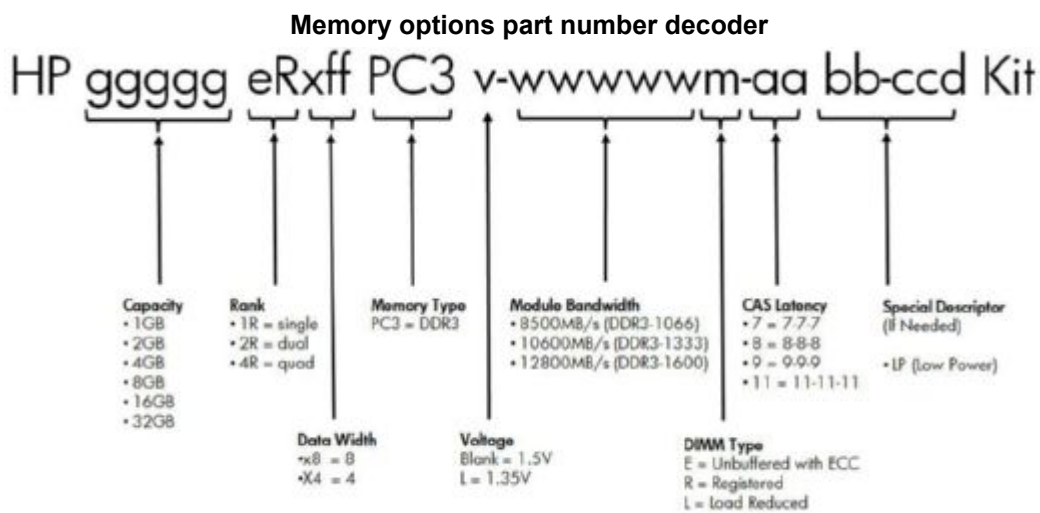 Memory options part number decoder
HP ggggg eRxff PC3 v-wwwwwm-aa bb-ccd Kit
Capacity
• 1GB
• 2GB
• 4GB
• 8GB
• 16GB
• 32GB
Rank
• 1R = single
• 2R = dual
• 4R = quad
Memory Type
PC3 = DDR3
Module Bandwidth
• 8500MB/s (DDR3-1066)
• 10600MB/s (DDR3-1333)
• 12800MB/s (DDR3-1600)
CAS Latency
• 7 = 7-7-7
• 8 = 8-8-8
• 9 = 9-9-9
• 11 = 11-11-11
Special Descriptor
(If Needed)
• LP (Low Power)
Data Width
•x8 = 8
•X4 = 4
Voltage
Blank = 1.5V
L = 1.35V
DIMM Type
E = Unbuffered with ECC
R = Registered
L = Load Reduced